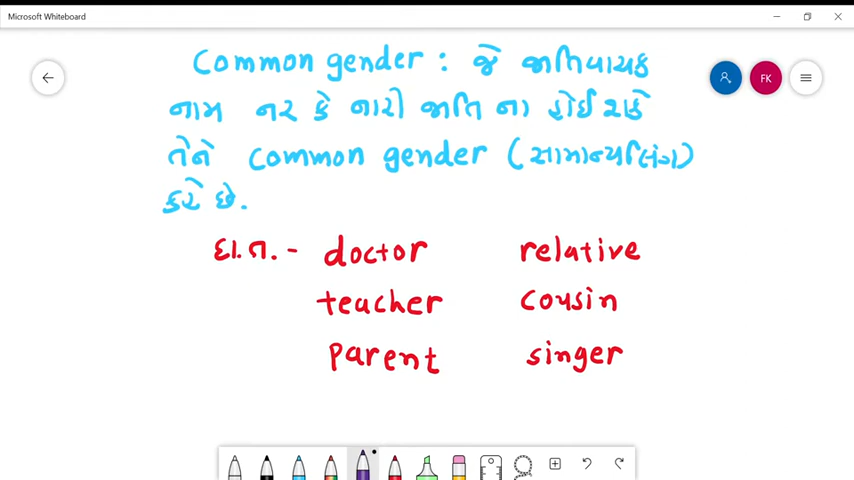 Microsoft Whiteboard
FK
Common gender : જે જાતિવાચક
નામ નર કે નારી જાતિ ના હોઈ શકે
તેને common gender (સામાન્યલિંગ)
કહે છે.
દા.ત. - doctor relative
teacher cousin
parent singer